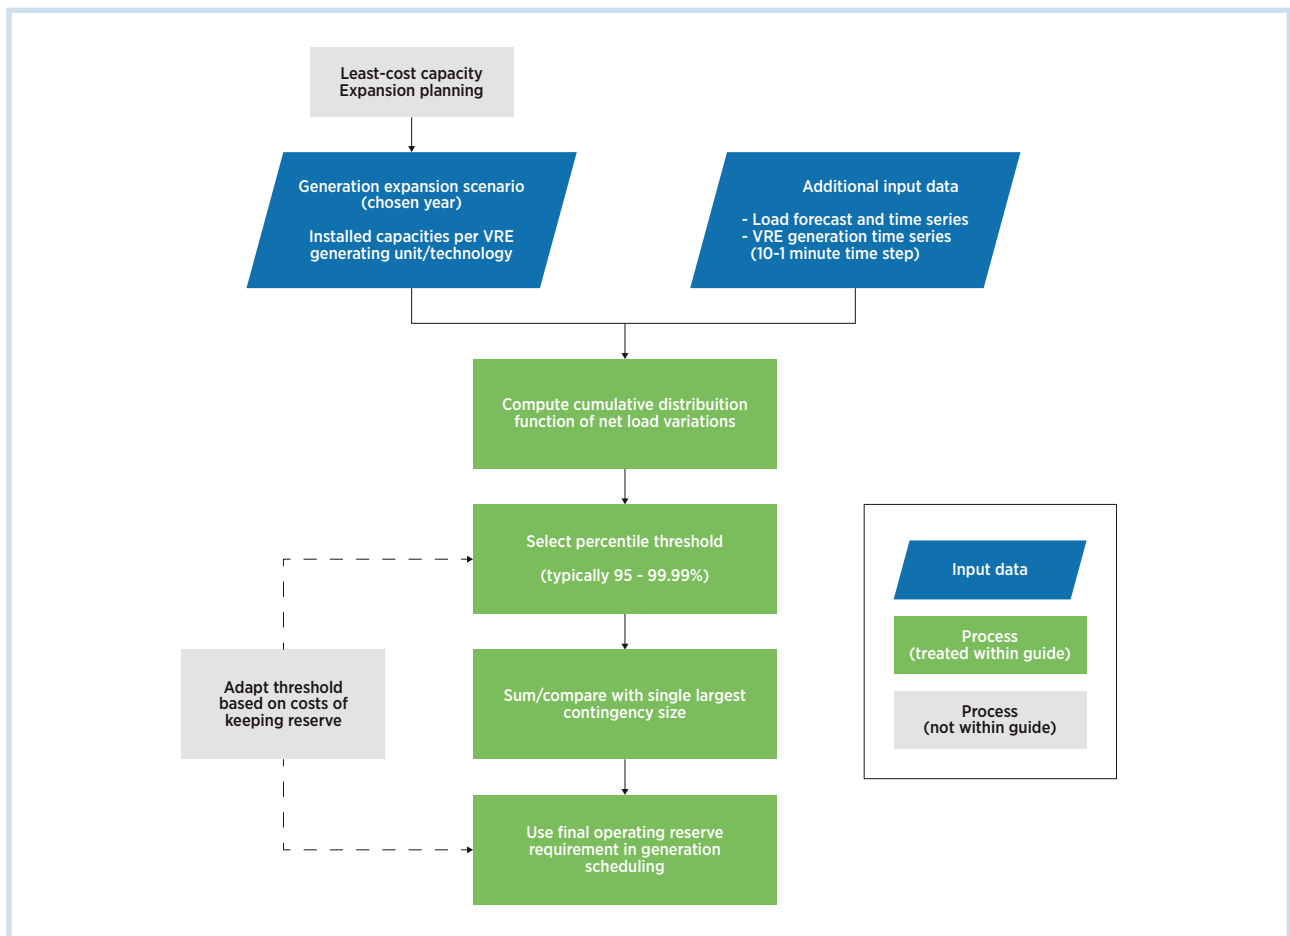 Least-cost capacity
Expansion planning
Generation expansion scenario
(chosen year)
Installed capacities per VRE
generating unit/technology
Additional input data
- Load forecast and time series
- VRE generation time series
(10-1 minute time step)
Compute cumulative distribuition
function of net load variations
Select percentile threshold
(typically 95 - 99.99%)
Sum/compare with single largest
contingency size
Adapt threshold
based on costs of
keeping reserve
Use final operating reserve
requirement in generation
scheduling
Input data
Process
(treated within guide)
Process
(not within guide)